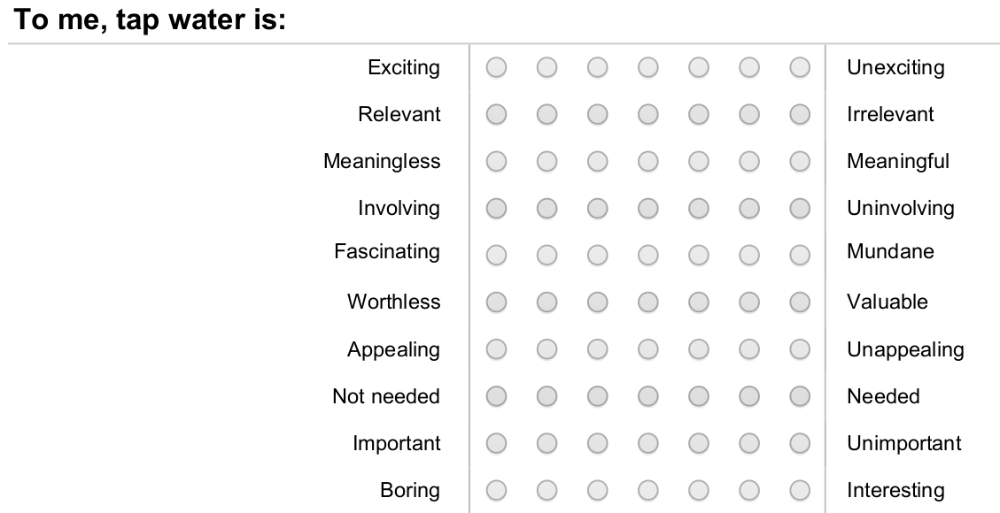 To me, tap water is:
Exciting Unexciting
Relevant Irrelevant
Meaningless Meaningful
Involving Uninvolving
Fascinating Mundane
Worthless Valuable
Appealing Unappealing
Not needed Needed
Important Unimportant
Boring Interesting